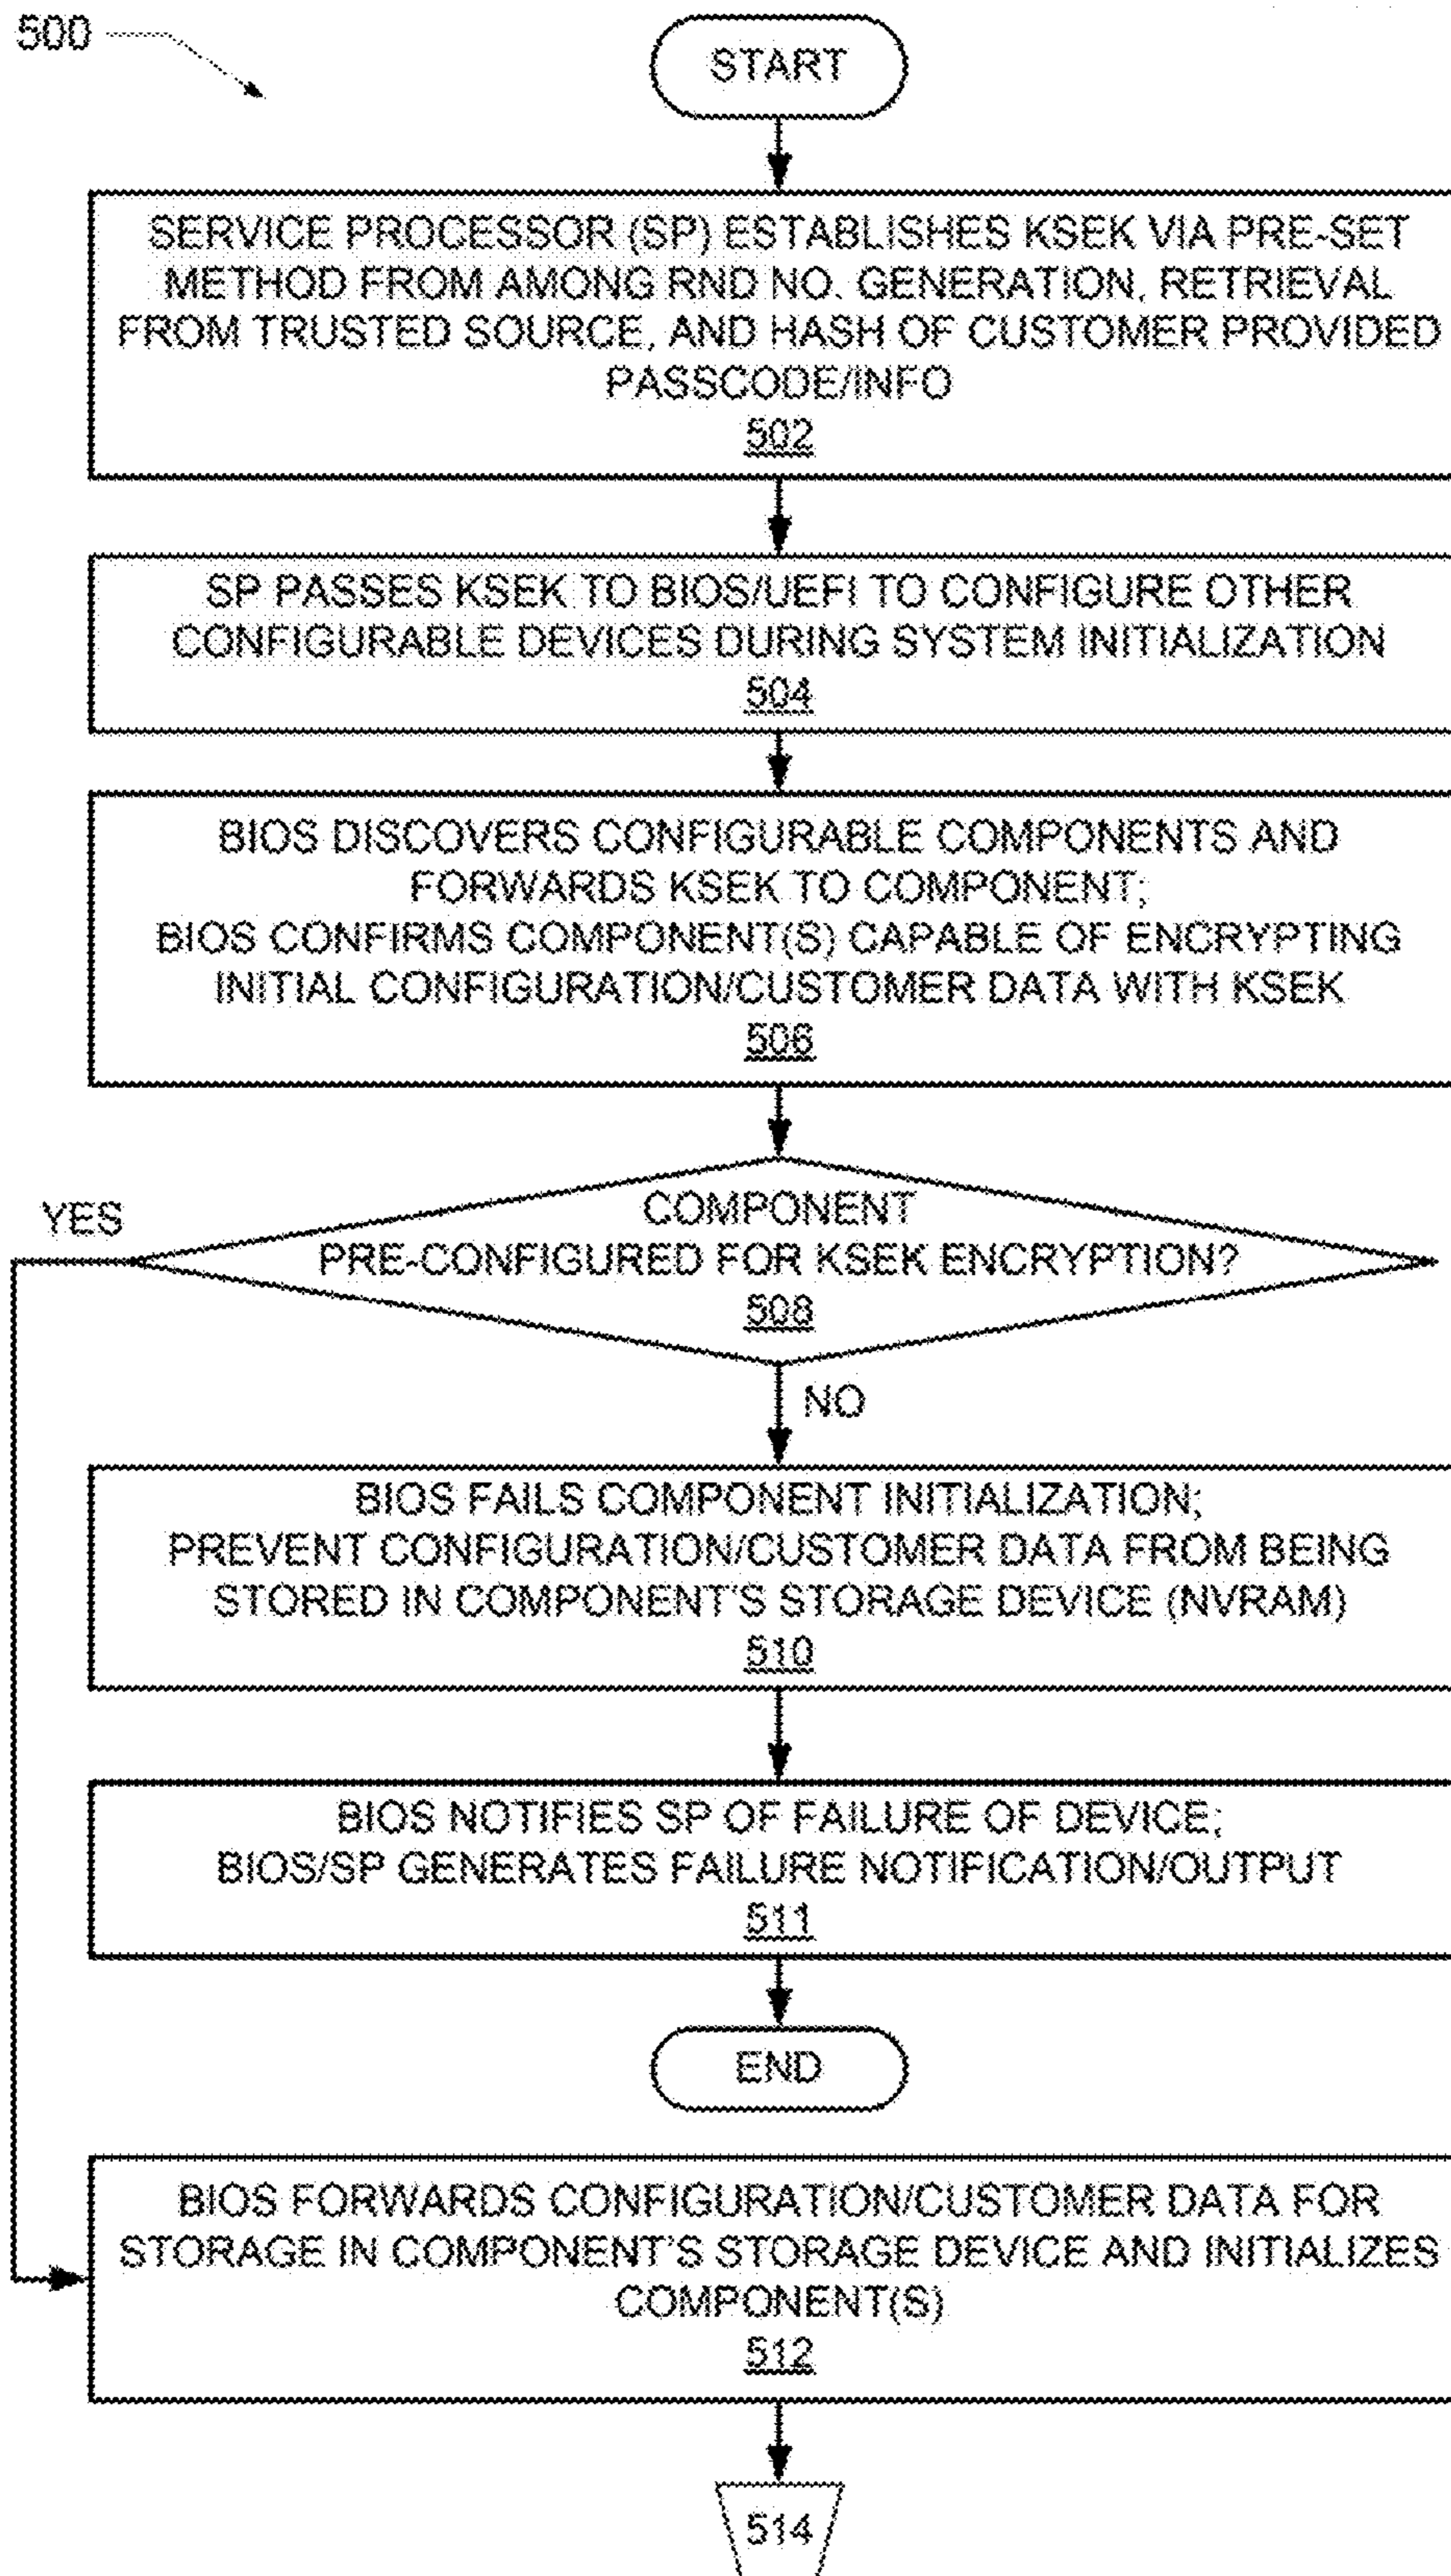 500
START
SERVICE PROCESSOR (SP) ESTABLISHES KSEK VIA PRE-SET
METHOD FROM AMONG RND NO. GENERATION, RETRIEVAL
FROM TRUSTED SOURCE, AND HASH OF CUSTOMER PROVIDED
PASSCODE/INFO
502
SP PASSES KSEK TO BIOS/UEFI TO CONFIGURE OTHER
CONFIGURABLE DEVICES DURING SYSTEM INITIALIZATION
504
BIOS DISCOVERS CONFIGURABLE COMPONENTS AND
FORWARDS KSEK TO COMPONENT;
BIOS CONFIRMS COMPONENT(S) CAPABLE OF ENCRYPTING
INITIAL CONFIGURATION/CUSTOMER DATA WITH KSEK
506
YES
COMPONENT
PRE-CONFIGURED FOR KSEK ENCRYPTION?
508
NO
BIOS FAILS COMPONENT INITIALIZATION;
PREVENT CONFIGURATION/CUSTOMER DATA FROM BEING
STORED IN COMPONENT'S STORAGE DEVICE (NVRAM)
510
BIOS NOTIFIES SP OF FAILURE OF DEVICE;
BIOS/SP GENERATES FAILURE NOTIFICATION/OUTPUT
511
END
BIOS FORWARDS CONFIGURATION/CUSTOMER DATA FOR
STORAGE IN COMPONENT'S STORAGE DEVICE AND INITIALIZES
COMPONENT(S)
512
514